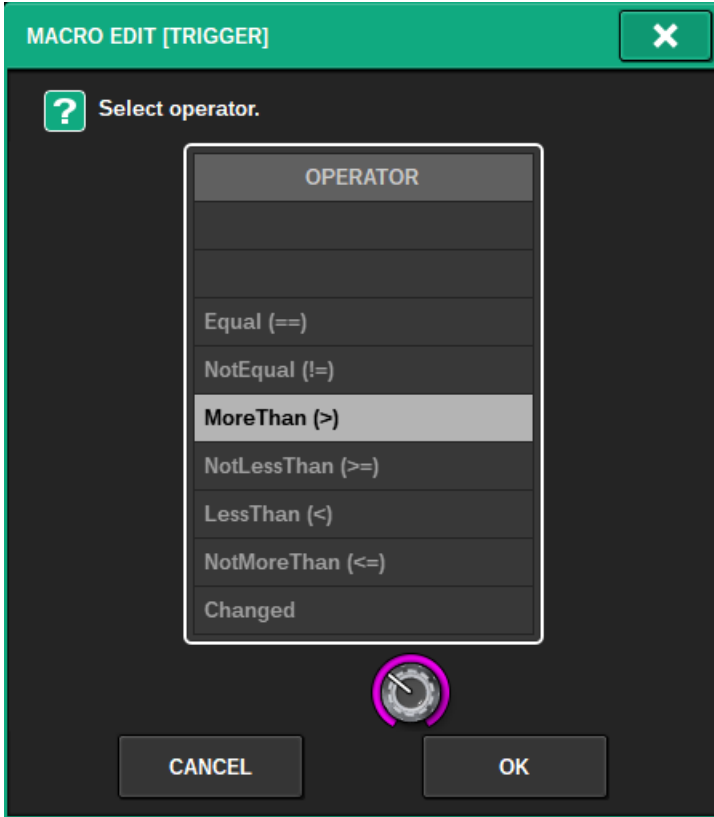 MACRO EDIT [TRIGGER]
? Select operator.
OPERATOR
Equal (==)
NotEqual (!=)
MoreThan (>)
NotLessThan (>=)
LessThan (<)
NotMoreThan (<=)
Changed
CANCEL OK